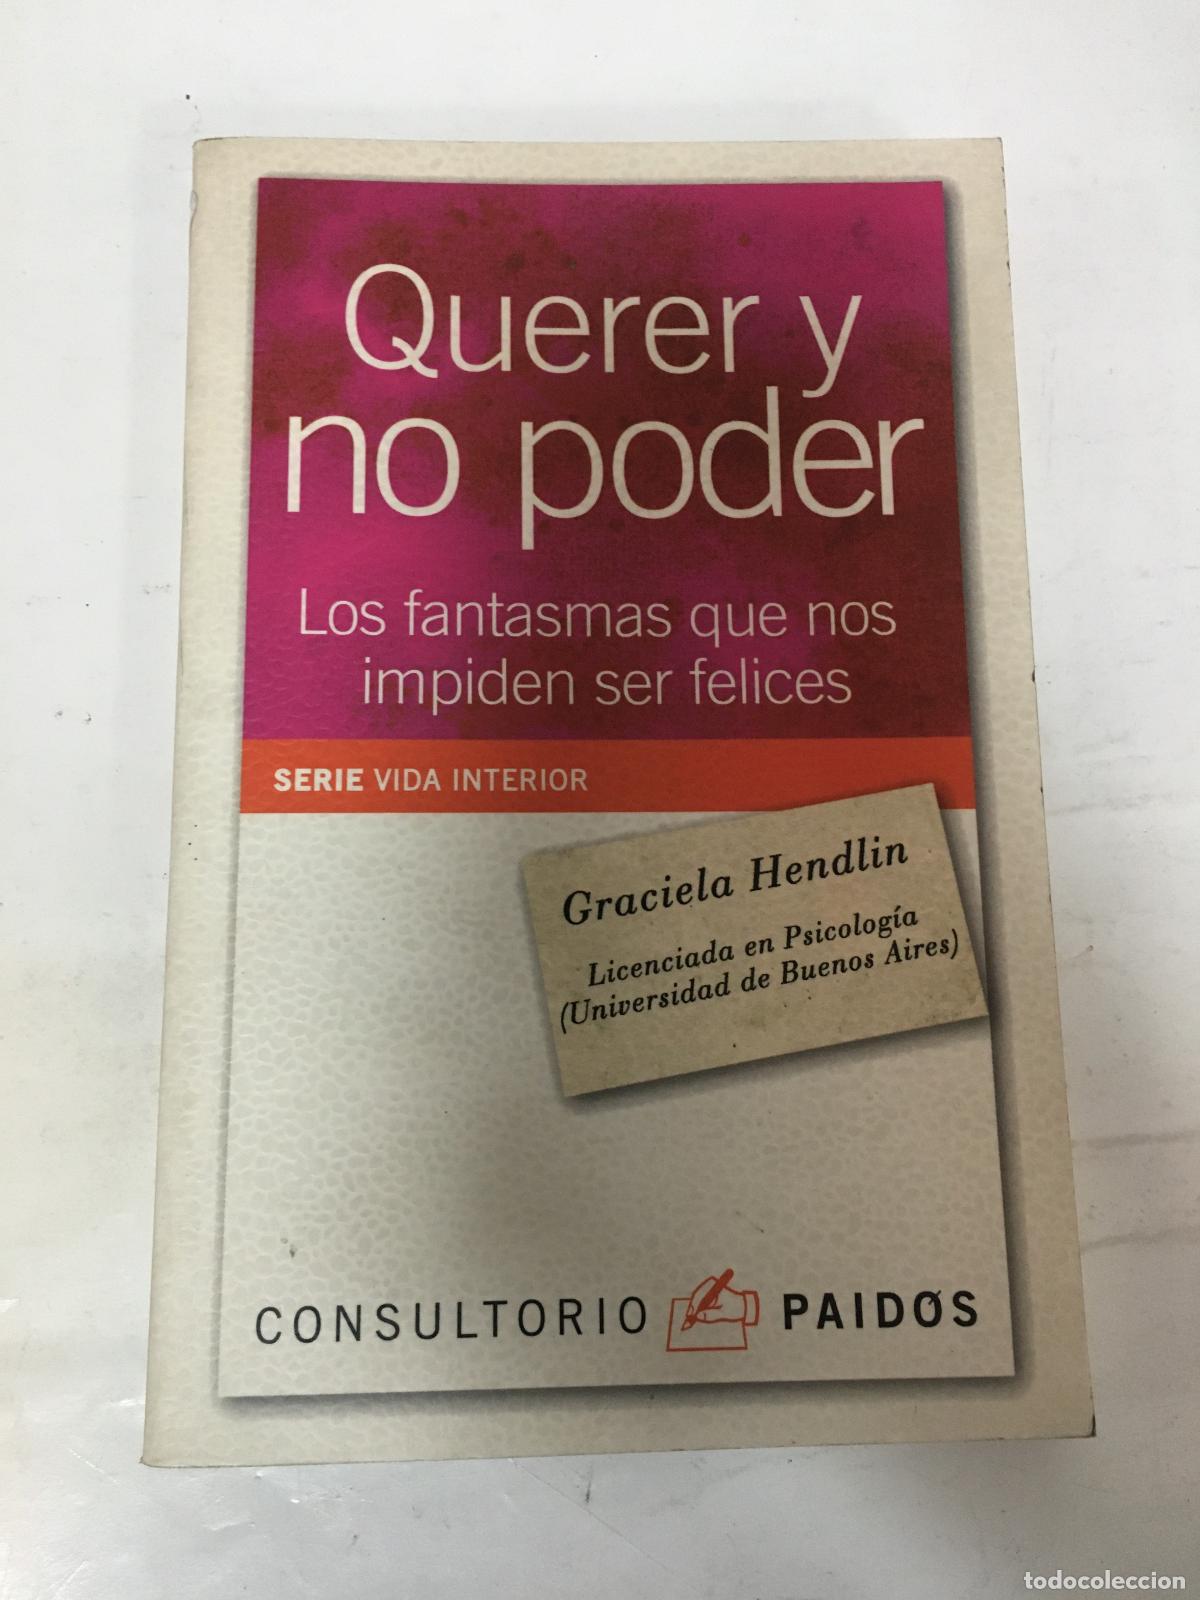 Querer y
no poder
Los fantasmas que nos
impiden ser felices
SERIE VIDA INTERIOR
Graciela Hendlin
Licenciada en Psicología
(Universidad de Buenos Aires)
CONSULTORIO PAIDÓS
todocoleccion